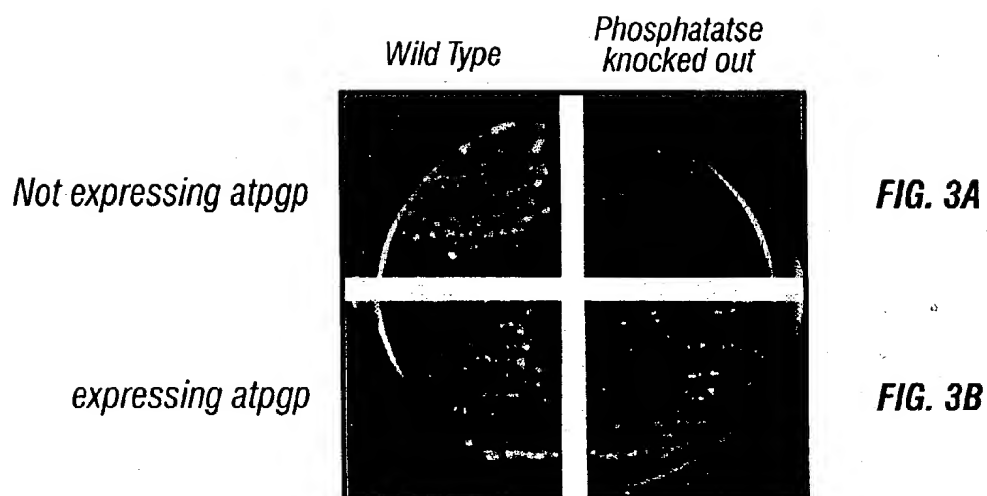 Wild Type
Phosphatatse
knocked out
Not expressing atpgp
FIG. 3A
expressing atpgp
FIG. 3B